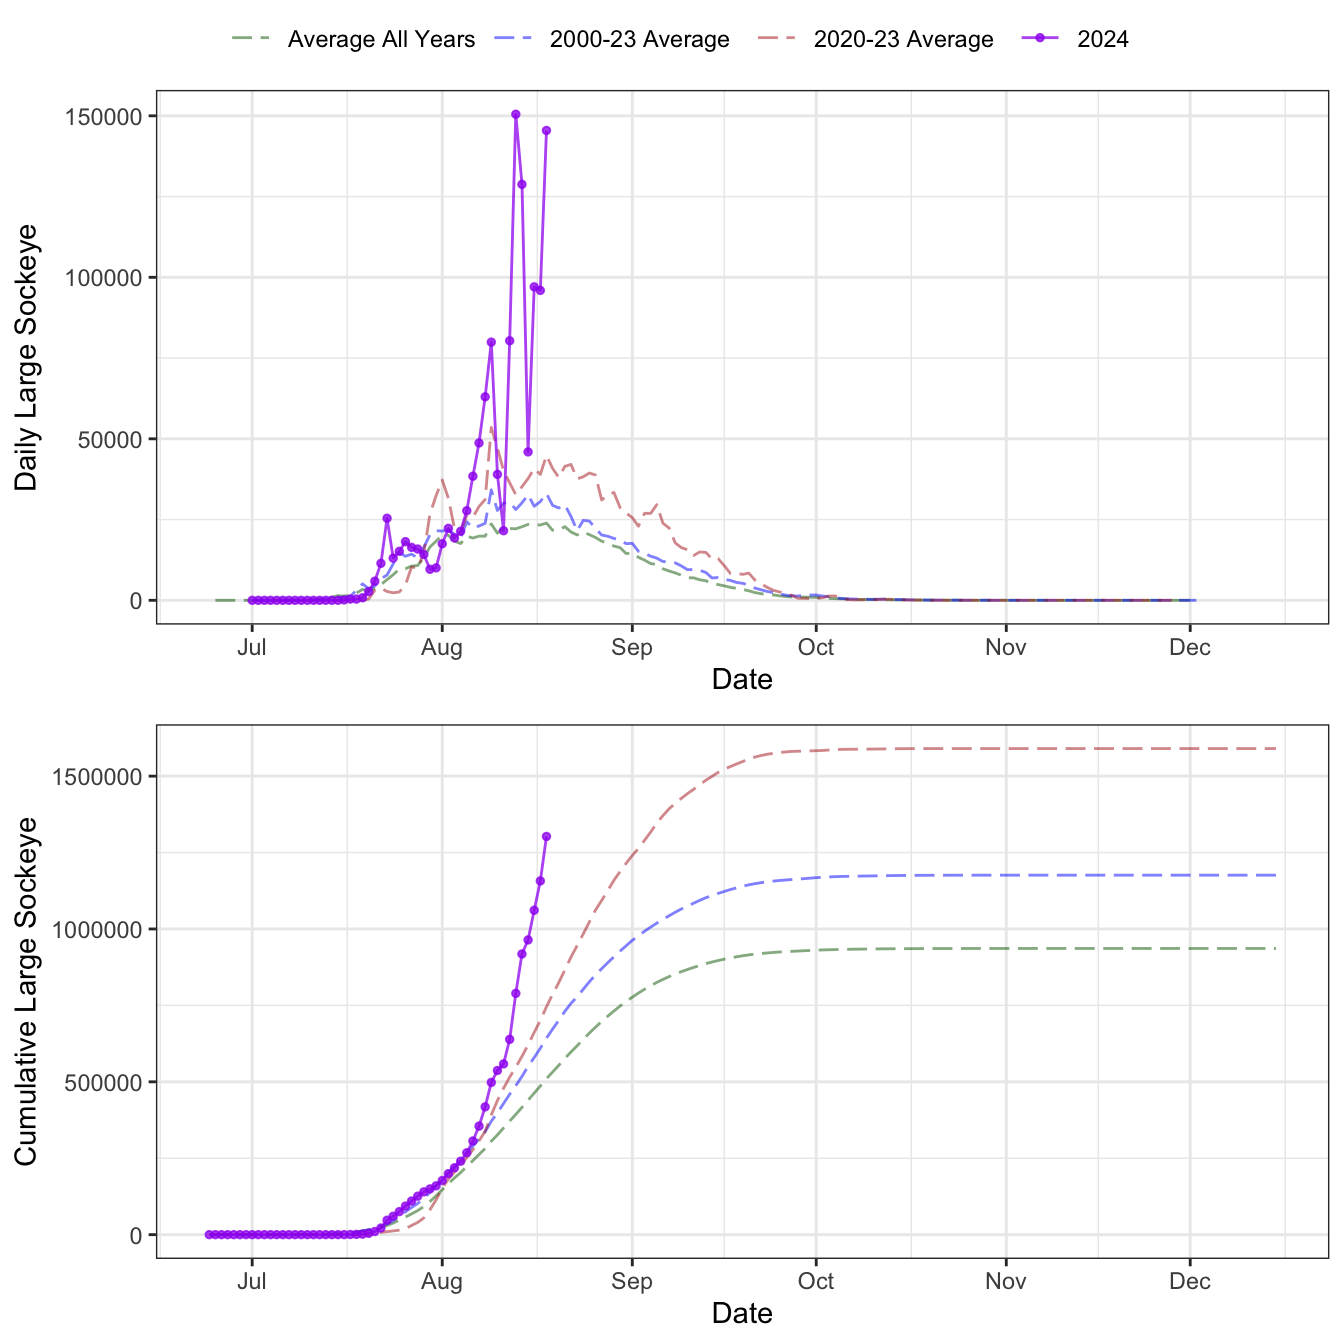 Average All Years 2000-23 Average 2020-23 Average 2024
Daily Large Sockeye
150000
100000
50000
0
Jul Aug Sep Oct Nov Dec
Date
Cumulative Large Sockeye
1500000
1000000
500000
0
Jul Aug Sep Oct Nov Dec
Date